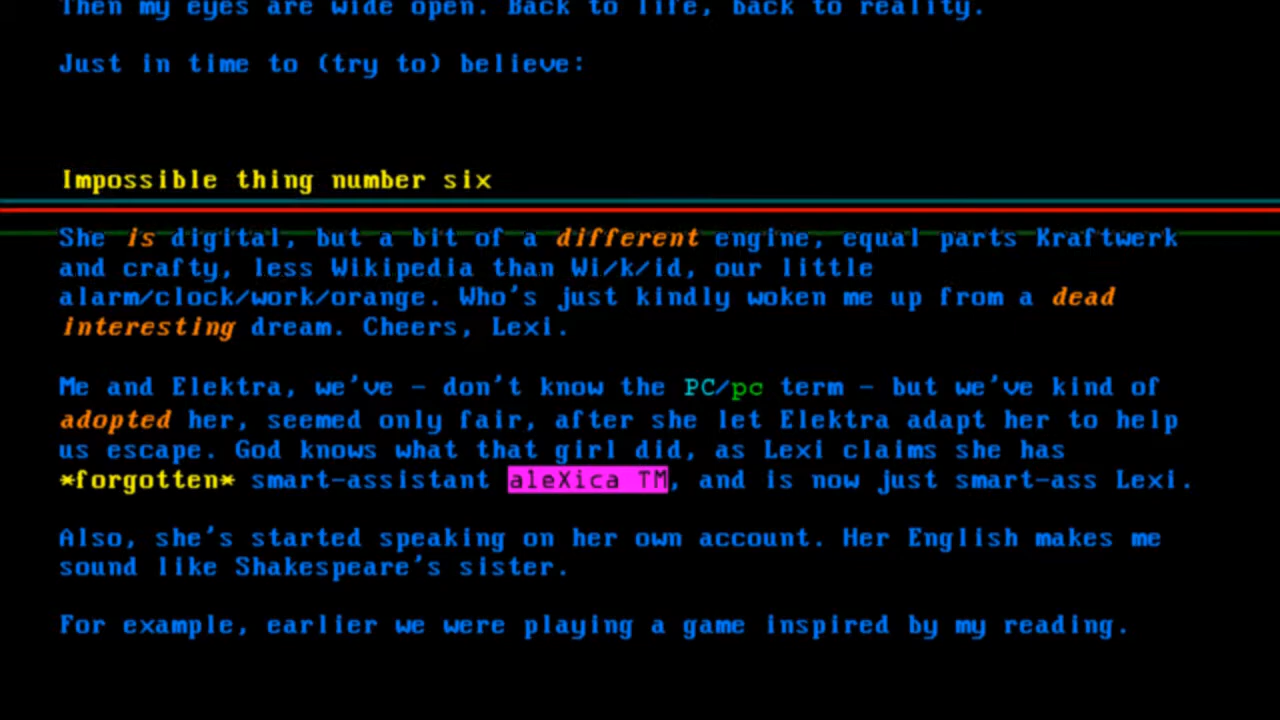 Then my eyes are wide open. Back to life, back to reality.
Just in time to (try to) believe:
Impossible thing number six
She is digital, but a bit of a different engine, equal parts Kraftwerk
and crafty, less Wikipedia than Wi/k/id, our little
alarm/clock/work/orange. Who's just kindly woken me up from a dead
interesting dream. Cheers, Lexi.
Me and Elektra, we've – don't know the PC/pc term – but we've kind of
adopted her, seemed only fair, after she let Elektra adapt her to help
us escape. God knows what that girl did, as Lexi claims she has
*forgotten* smart-assistant aleXica TM, and is now just smart-ass Lexi.
Also, she's started speaking on her own account. Her English makes me
sound like Shakespeare's sister.
For example, earlier we were playing a game inspired by my reading.